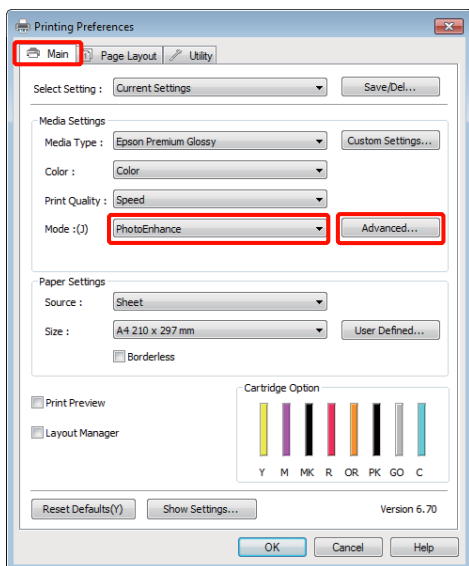 Printing Preferences
Main Page Layout Utility
Select Setting : Current Settings Save/Del...
Media Settings
Media Type : Epson Premium Glossy Custom Settings...
Color : Color
Print Quality : Speed
Mode :(J) PhotoEnhance Advanced...
Paper Settings
Source : Sheet
Size : A4 210 x 297 mm User Defined...
Borderless
Cartridge Option
Print Preview
Layout Manager
Y M MK R OR PK GO C
Reset Defaults(Y) Show Settings... Version 6.70
OK Cancel Help